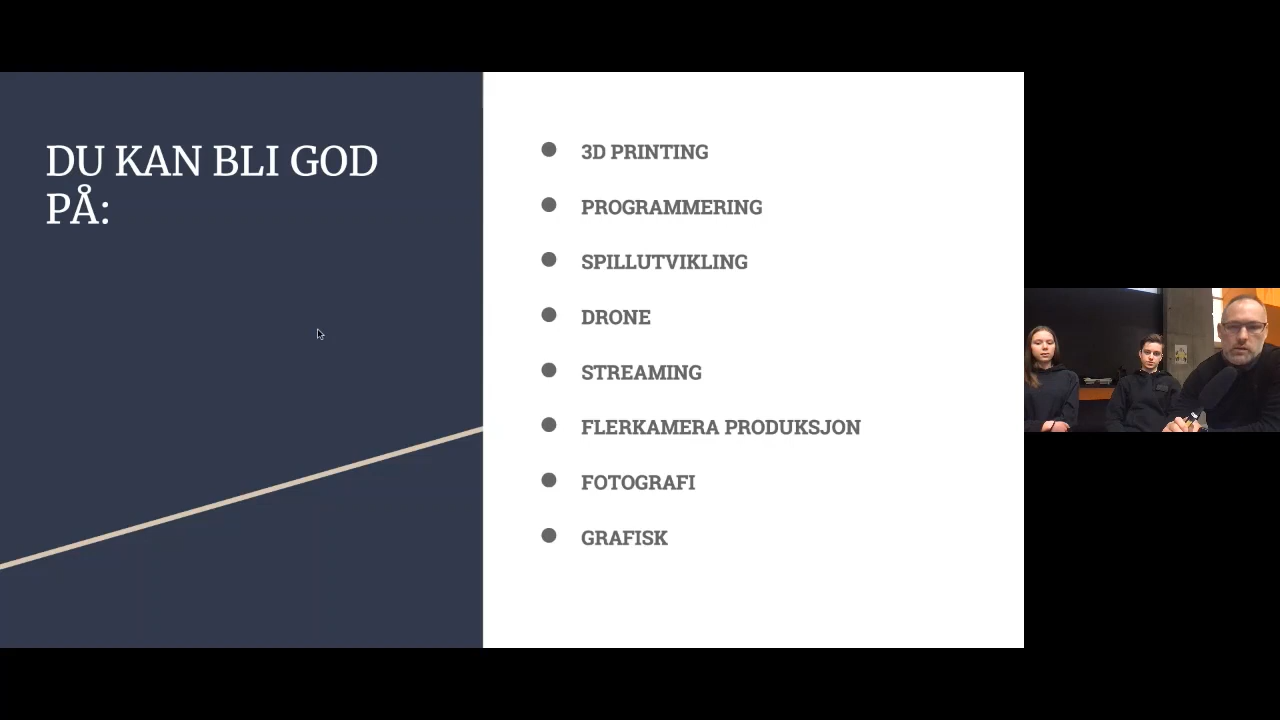 DU KAN BLI GOD
PÅ:
3D PRINTING
PROGRAMMERING
SPILLUTVIKLING
DRONE
STREAMING
FLERKAMERA PRODUKSJON
FOTOGRAFI
GRAFISK